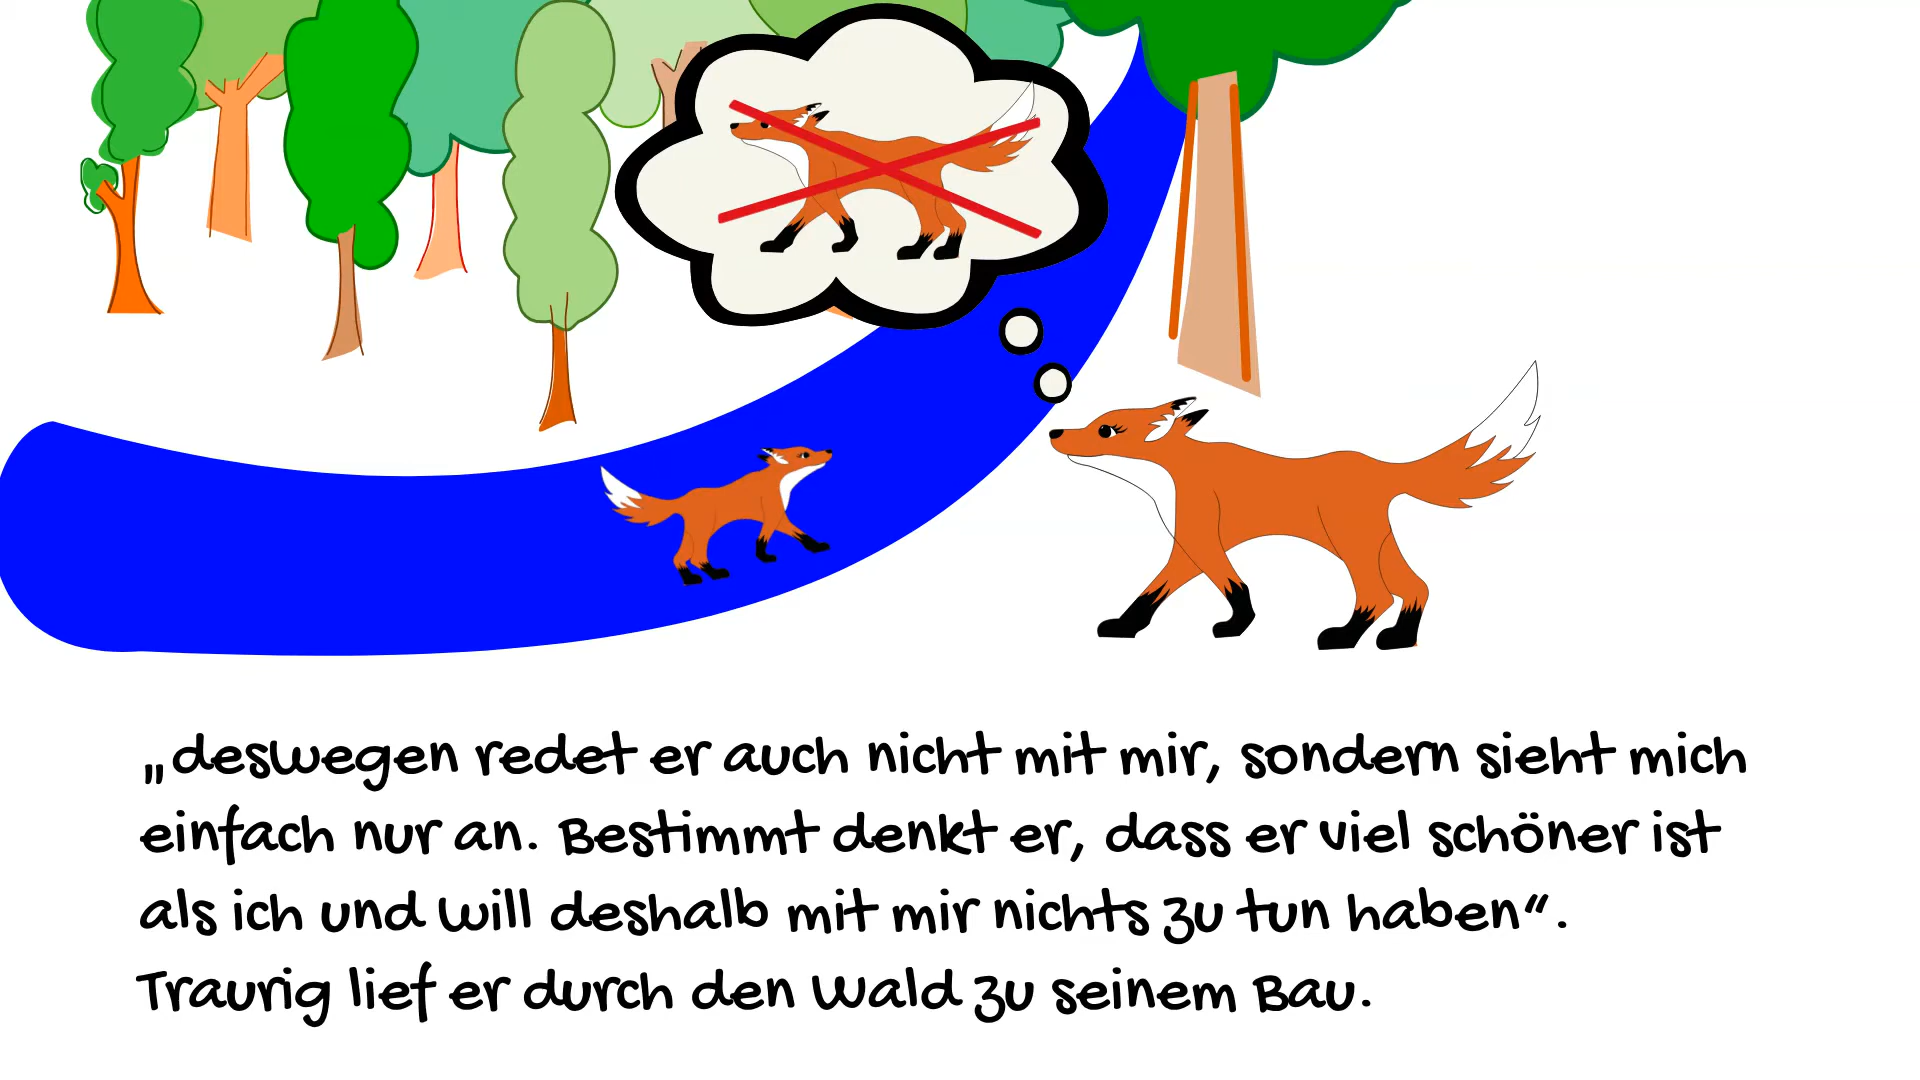 „deswegen redet er auch nicht mit mir, sondern sieht mich
einfach nur an. Bestimmt denkt er, dass er viel schöner ist
als ich und will deshalb mit mir nichts zu tun haben“.
Traurig lief er durch den Wald zu seinem Bau.